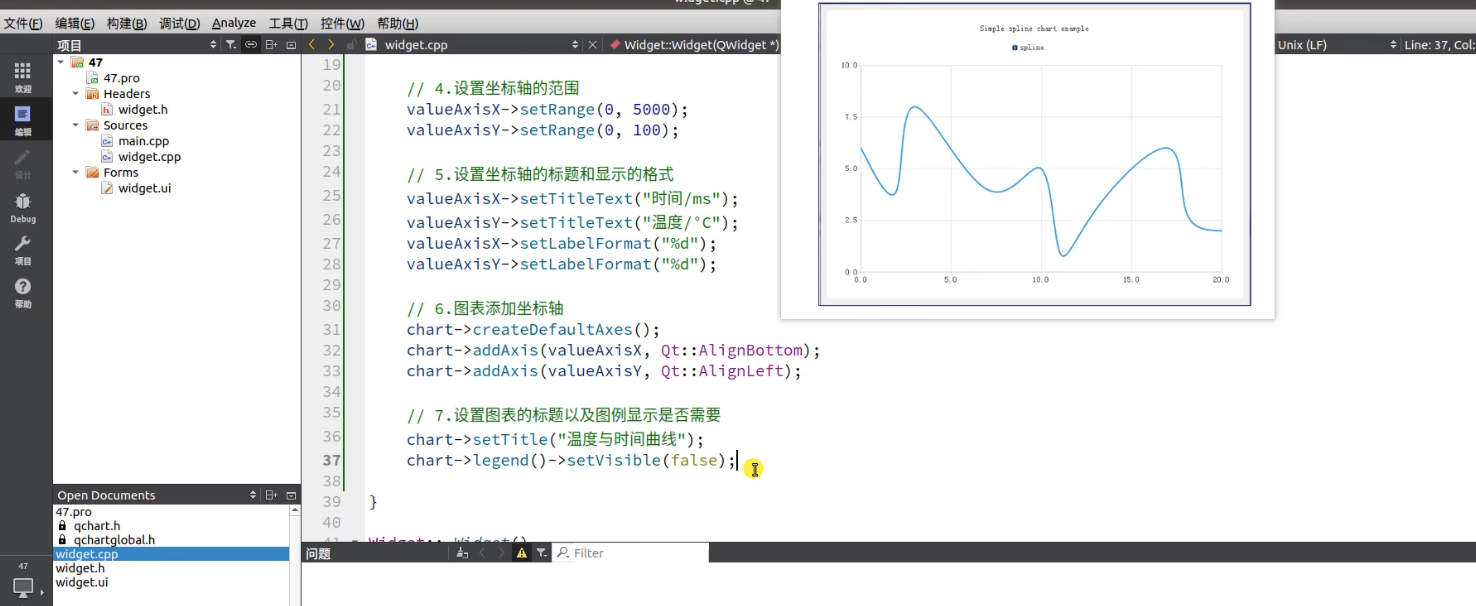 文件(F) 编辑(E) 构建(B) 调试(D) Analyze 工具(T) 控件(W) 帮助(H)
项目
widget.cpp
Widget::Widget(QWidget *)
Unix (LF)
Line: 37, Col:
欢迎
编辑
设计
Debug
项目
帮助
47
47
47.pro
Headers
widget.h
Sources
main.cpp
widget.cpp
Forms
widget.ui
Open Documents
47.pro
qchart.h
qchartglobal.h
widget.cpp
widget.h
widget.ui
19
20 // 4.设置坐标轴的范围
21 valueAxisX->setRange(0, 5000);
22 valueAxisY->setRange(0, 100);
23
24 // 5.设置坐标轴的标题和显示的格式
25 valueAxisX->setTitleText("时间/ms");
26 valueAxisY->setTitleText("温度/°C");
27 valueAxisX->setLabelFormat("%d");
28 valueAxisY->setLabelFormat("%d");
29
30 // 6.图表添加坐标轴
31 chart->createDefaultAxes();
32 chart->addAxis(valueAxisX, Qt::AlignBottom);
33 chart->addAxis(valueAxisY, Qt::AlignLeft);
34
35 // 7.设置图表的标题以及图例显示是否需要
36 chart->setTitle("温度与时间曲线");
37 chart->legend()->setVisible(false);
38
39 }
40
问题
Filter
Simple spline chart example
spline
10.0
7.5
5.0
2.5
0.0
0.0 5.0 10.0 15.0 20.0